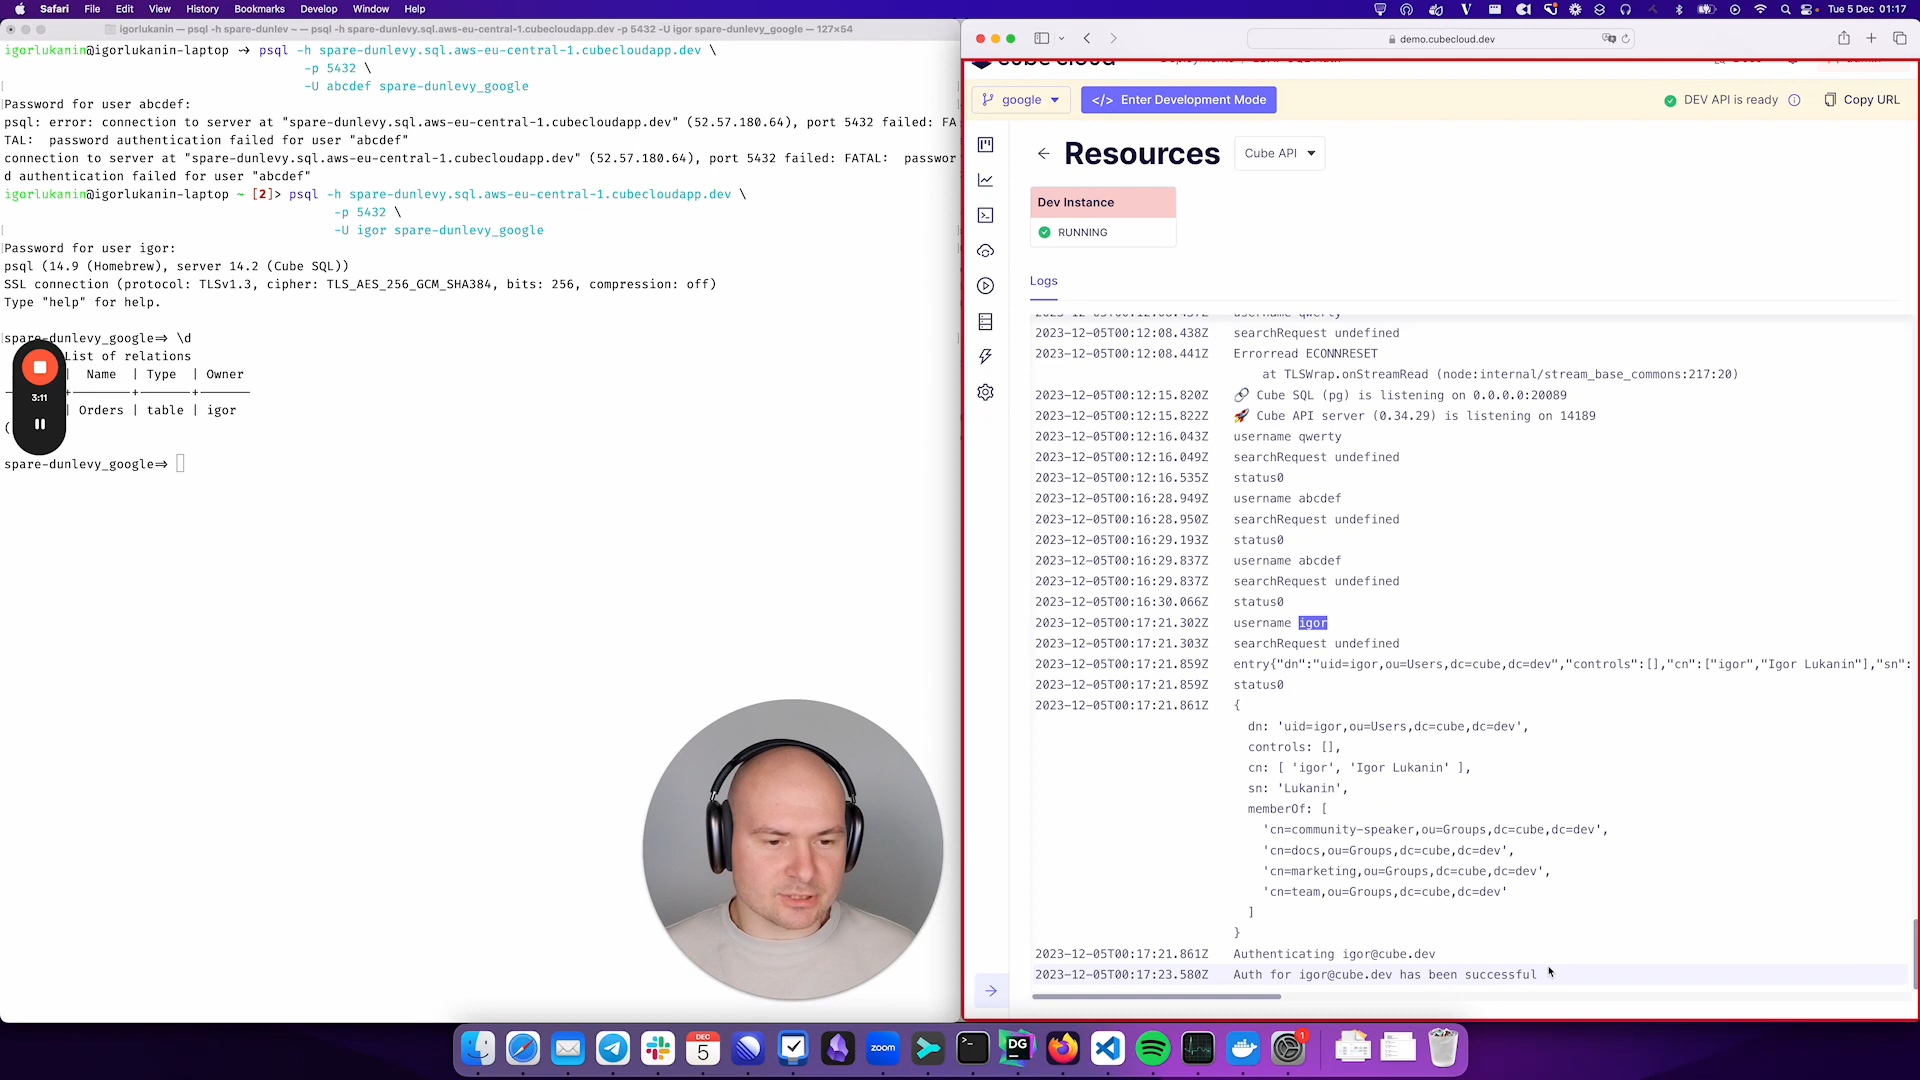 Safari File Edit View History Bookmarks Develop Window Help
Tue 5 Dec 01:17
igorlukanin — psql -h spare-dunlev ~ — psql -h spare-dunlevy.sql.aws-eu-central-1.cubecloudapp.dev -p 5432 -U igor spare-dunlevy_google — 127×54
igorlukanin@igorlukanin-laptop → psql -h spare-dunlevy.sql.aws-eu-central-1.cubecloudapp.dev \
-p 5432 \
-U abcdef spare-dunlevy_google
Password for user abcdef:
psql: error: connection to server at "spare-dunlevy.sql.aws-eu-central-1.cubecloudapp.dev" (52.57.180.64), port 5432 failed: FA
TAL:  password authentication failed for user "abcdef"
connection to server at "spare-dunlevy.sql.aws-eu-central-1.cubecloudapp.dev" (52.57.180.64), port 5432 failed: FATAL:  passwor
d authentication failed for user "abcdef"
igorlukanin@igorlukanin-laptop ~ [2]> psql -h spare-dunlevy.sql.aws-eu-central-1.cubecloudapp.dev \
-p 5432 \
-U igor spare-dunlevy_google
Password for user igor:
psql (14.9 (Homebrew), server 14.2 (Cube SQL))
SSL connection (protocol: TLSv1.3, cipher: TLS_AES_256_GCM_SHA384, bits: 256, compression: off)
Type "help" for help.
spare-dunlevy_google=> \d
List of relations
| Name | Type | Owner
| Orders | table | igor
(
spare-dunlevy_google=>
3:11
demo.cubecloud.dev
google
</> Enter Development Mode
DEV API is ready
Copy URL
Resources
Cube API
Dev Instance
RUNNING
Logs
username qwerty
2023-12-05T00:12:08.438Z searchRequest undefined
2023-12-05T00:12:08.441Z Errorread ECONNRESET
at TLSWrap.onStreamRead (node:internal/stream_base_commons:217:20)
2023-12-05T00:12:15.820Z 🔗 Cube SQL (pg) is listening on 0.0.0.0:20089
2023-12-05T00:12:15.822Z 🚀 Cube API server (0.34.29) is listening on 14189
2023-12-05T00:12:16.043Z username qwerty
2023-12-05T00:12:16.049Z searchRequest undefined
2023-12-05T00:12:16.535Z status0
2023-12-05T00:16:28.949Z username abcdef
2023-12-05T00:16:28.950Z searchRequest undefined
2023-12-05T00:16:29.193Z status0
2023-12-05T00:16:29.837Z username abcdef
2023-12-05T00:16:29.837Z searchRequest undefined
2023-12-05T00:16:30.066Z status0
2023-12-05T00:17:21.302Z username igor
2023-12-05T00:17:21.303Z searchRequest undefined
2023-12-05T00:17:21.859Z entry{"dn":"uid=igor,ou=Users,dc=cube,dc=dev","controls":[],"cn":["igor","Igor Lukanin"],"sn":
2023-12-05T00:17:21.859Z status0
2023-12-05T00:17:21.861Z {
dn: 'uid=igor,ou=Users,dc=cube,dc=dev',
controls: [],
cn: [ 'igor', 'Igor Lukanin' ],
sn: 'Lukanin',
memberOf: [
'cn=community-speaker,ou=Groups,dc=cube,dc=dev',
'cn=docs,ou=Groups,dc=cube,dc=dev',
'cn=marketing,ou=Groups,dc=cube,dc=dev',
'cn=team,ou=Groups,dc=cube,dc=dev'
]
}
2023-12-05T00:17:21.861Z Authenticating igor@cube.dev
2023-12-05T00:17:23.580Z Auth for igor@cube.dev has been successful
DEC
5
zoom
DG
1